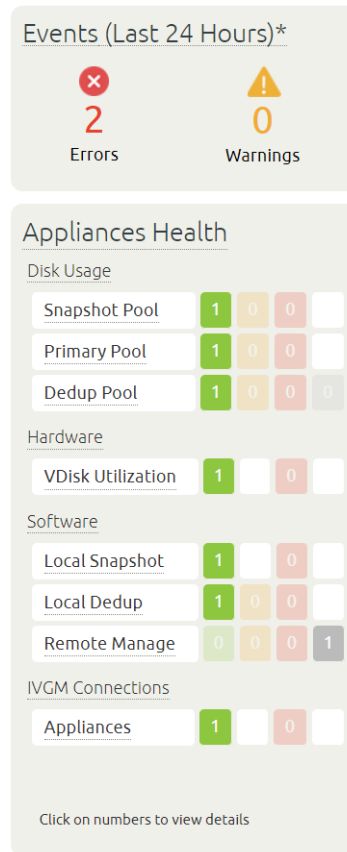 Events (Last 24 Hours)*
2 0
Errors Warnings
Appliances Health
Disk Usage
Snapshot Pool 1 0 0
Primary Pool 1 0 0
Dedup Pool 1 0 0 0
Hardware
VDisk Utilization 1 0
Software
Local Snapshot 1 0
Local Dedup 1 0 0
Remote Manage 0 0 0 1
IVGM Connections
Appliances 1 0
Click on numbers to view details